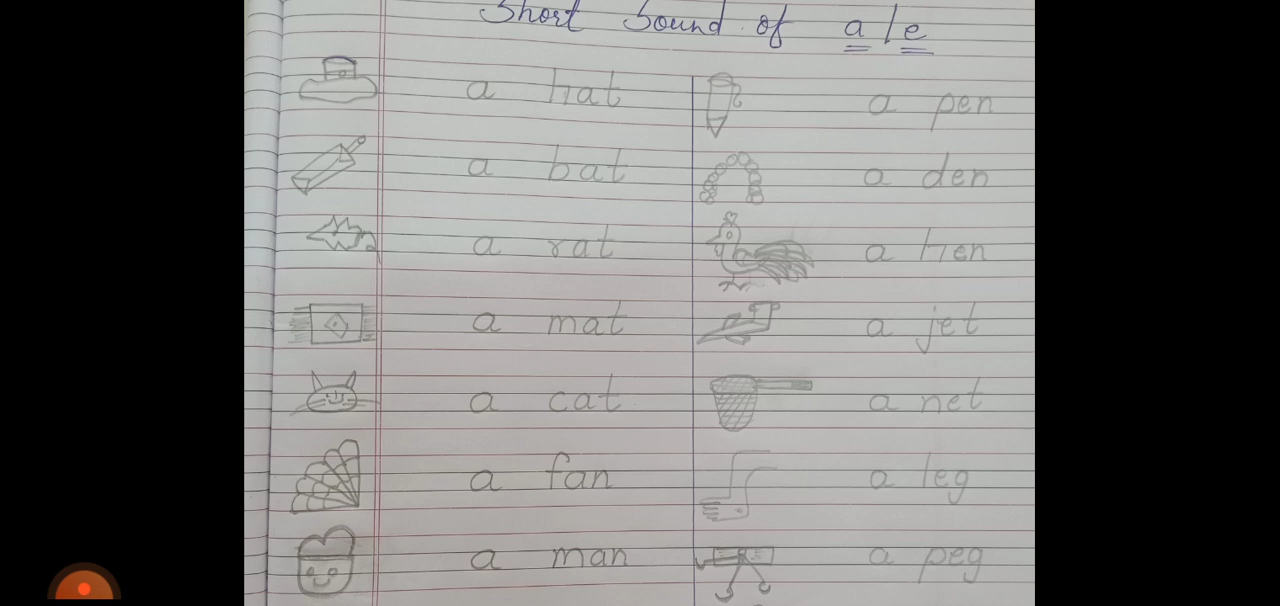 Short Sound of a/e
a hat a pen
a bat a den
a rat a hen
a mat a jet
a cat a net
a fan a leg
a man a peg